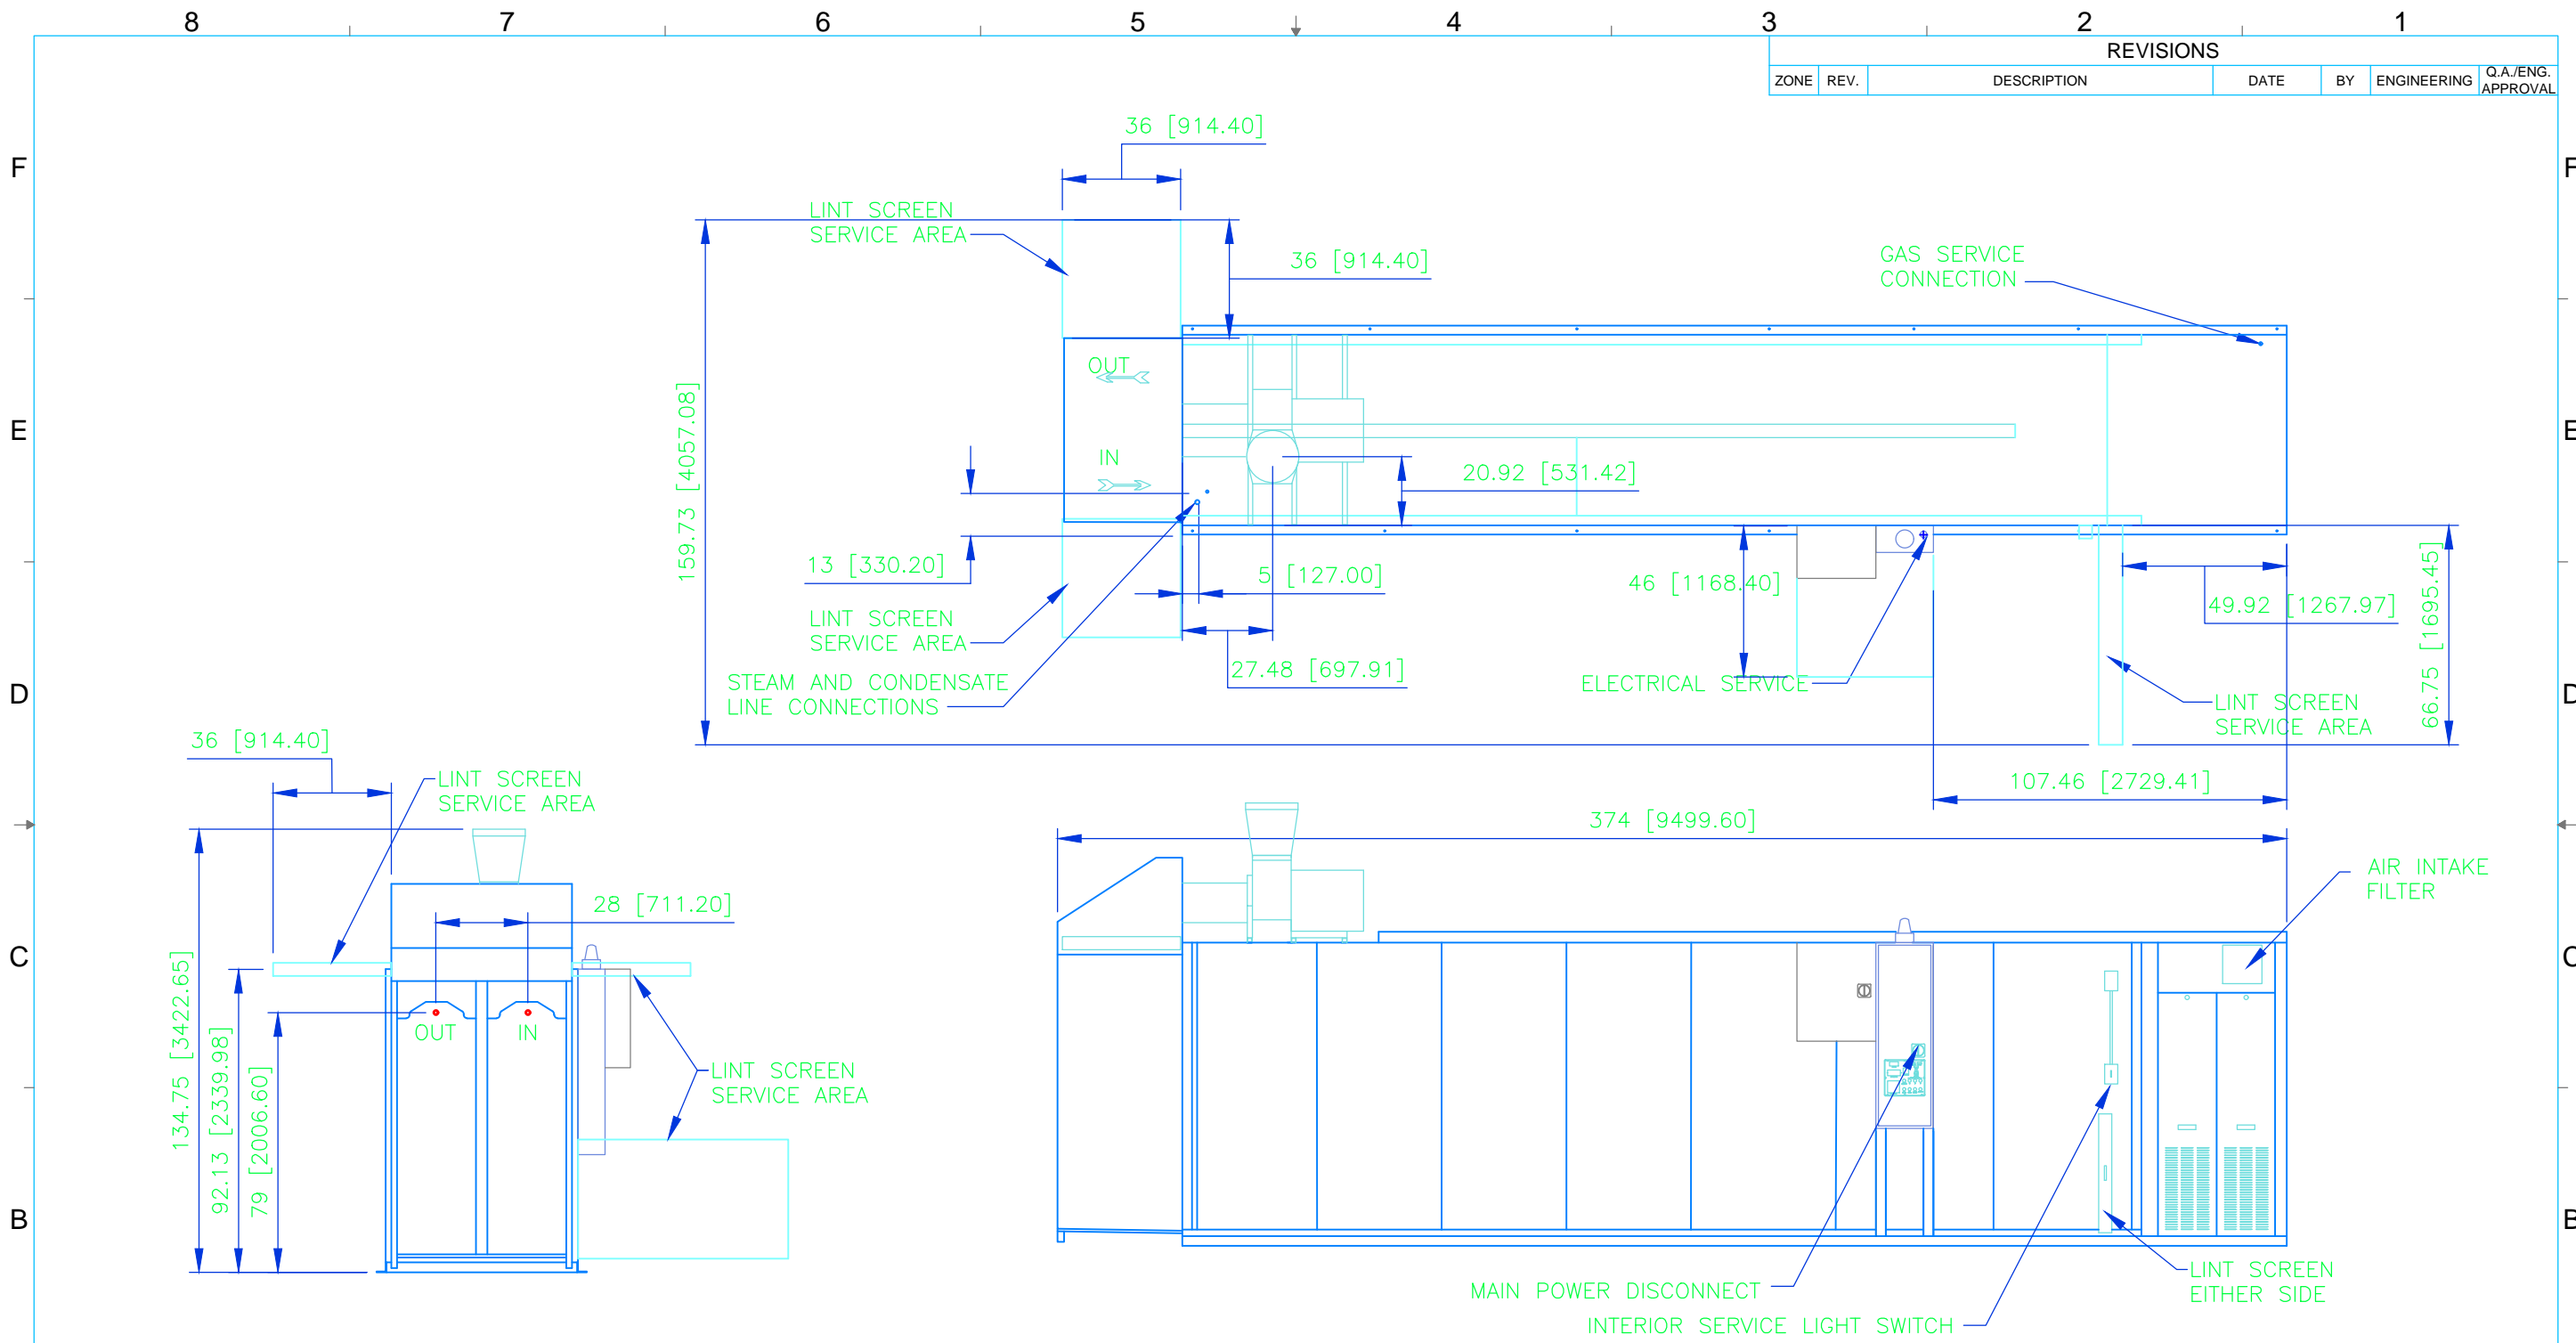 8 7 6 5 4 3 2 1
REVISIONS
ZONE REV. DESCRIPTION DATE BY ENGINEERING Q.A./ENG. APPROVAL
36 [914.40]
F F
LINT SCREEN
SERVICE AREA
36 [914.40]
GAS SERVICE
CONNECTION
OUT
159.73 [4057.08]
E E
IN
20.92 [531.42]
13 [330.20]
5 [127.00]
46 [1168.40]
49.92 [1267.97]
66.75 [1695.45]
LINT SCREEN
SERVICE AREA
27.48 [697.91]
STEAM AND CONDENSATE
LINE CONNECTIONS
ELECTRICAL SERVICE
D D
LINT SCREEN
SERVICE AREA
36 [914.40]
LINT SCREEN
SERVICE AREA
107.46 [2729.41]
374 [9499.60]
28 [711.20]
AIR INTAKE
FILTER
C C
134.75 [3422.65]
92.13 [2339.98]
79 [2006.60]
OUT IN
LINT SCREEN
SERVICE AREA
B B
LINT SCREEN
EITHER SIDE
MAIN POWER DISCONNECT
INTERIOR SERVICE LIGHT SWITCH